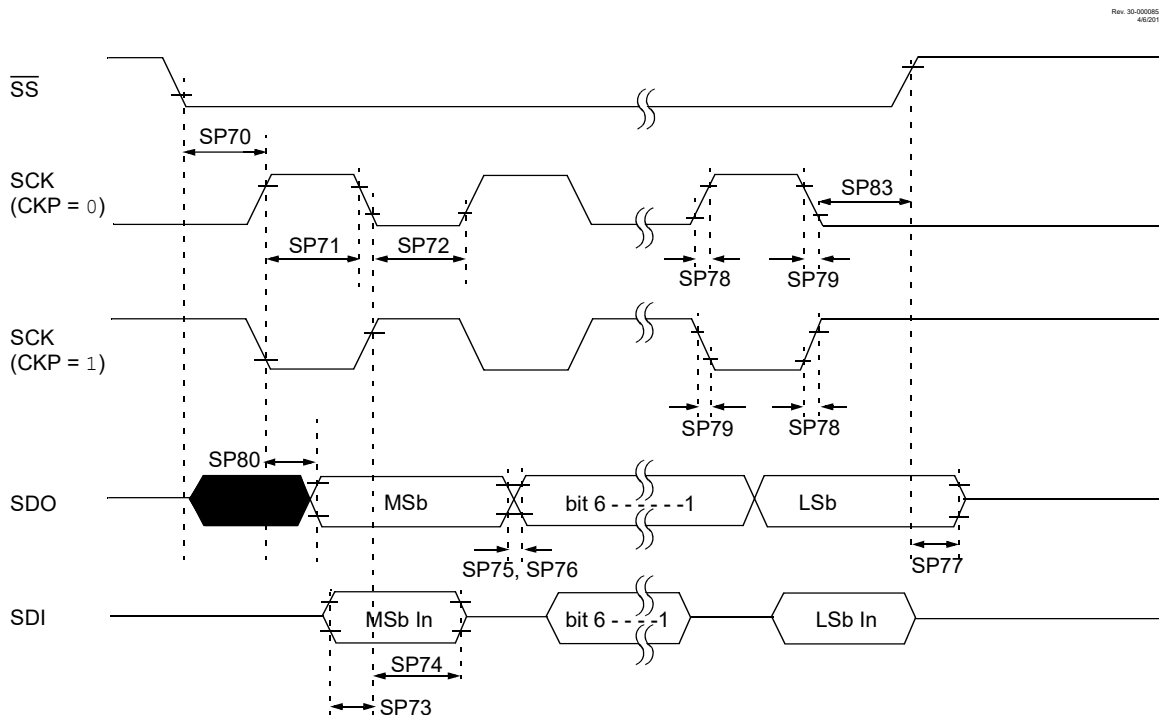 Rev. 30-000085
4/6/201
SS
SP70
SCK
(CKP = 0)
SP83
SP71
SP72
SP78
SP79
SCK
(CKP = 1)
SP79
SP78
SP80
SDO
MSb
bit 6 - - - - - -1
LSb
SP75, SP76
SP77
SDI
MSb In
bit 6 - - - - -1
LSb In
SP74
SP73